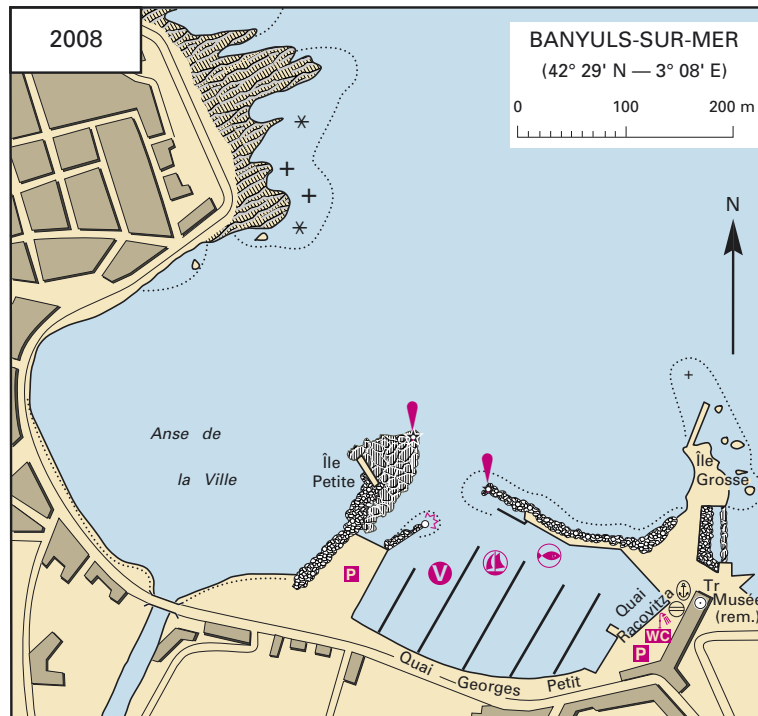 2008
BANYULS-SUR-MER
(42° 29' N — 3° 08' E)
0 100 200 m
N
Anse de
la Ville
Île
Petite
Île
Grosse
P
V
Quai
Racovitza
Tr
Musée
(rem.)
WC
P
Quai Georges Petit